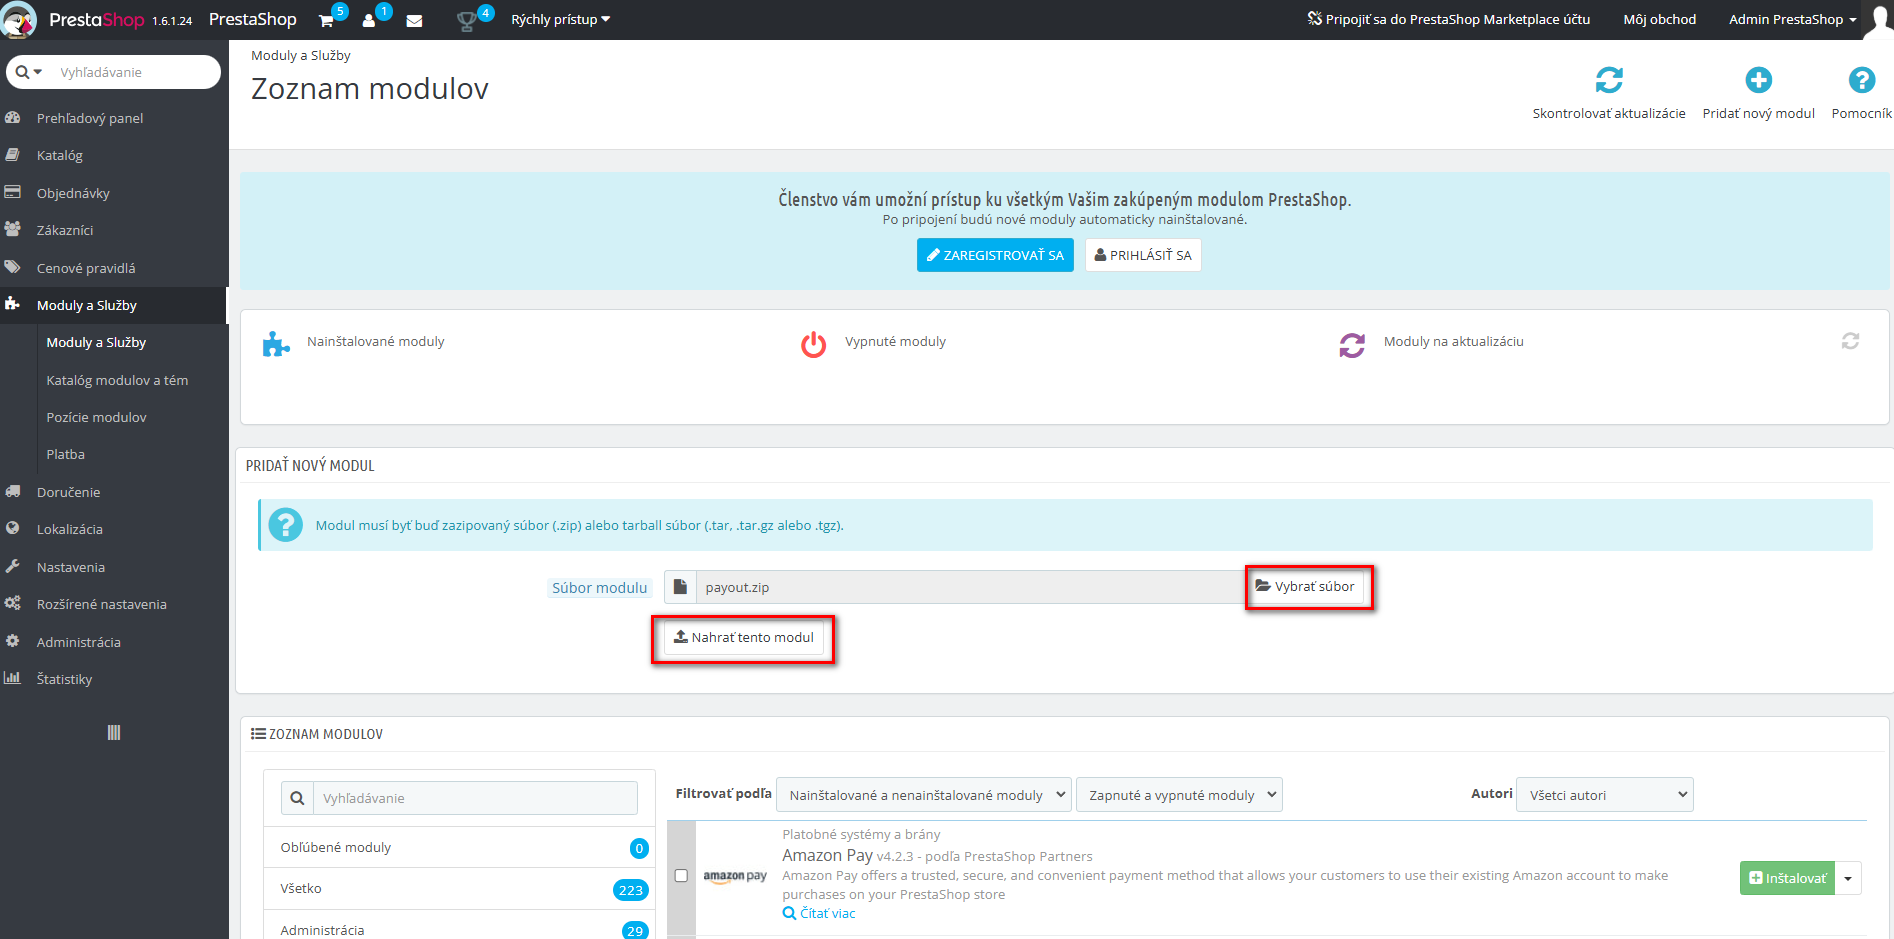 PrestaShop 1.6.1.24 PrestaShop 5 1 4 Rýchly prístup Pripojiť sa do PrestaShop Marketplace účtu Môj obchod Admin PrestaShop
Vyhľadávanie
Prehľadový panel
Katalóg
Objednávky
Zákazníci
Cenové pravidlá
Moduly a Služby
Moduly a Služby
Katalóg modulov a tém
Pozície modulov
Platba
Doručenie
Lokalizácia
Nastavenia
Rozšírené nastavenia
Administrácia
Štatistiky
Moduly a Služby
Zoznam modulov
Skontrolovať aktualizácie Pridať nový modul Pomocník
Členstvo vám umožní prístup ku všetkým Vašim zakúpeným modulom PrestaShop.
Po pripojení budú nové moduly automaticky nainštalované.
ZAREGISTROVAŤ SA PRIHLÁSIŤ SA
Nainštalované moduly Vypnuté moduly Moduly na aktualizáciu
PRIDAŤ NOVÝ MODUL
Modul musí byť buď zazipovaný súbor (.zip) alebo tarball súbor (.tar, .tar.gz alebo .tgz).
Súbor modulu payout.zip Vybrať súbor
Nahrať tento modul
ZOZNAM MODULOV
Vyhľadávanie
Obľúbené moduly 0
Všetko 223
Administrácia 29
Filtrovať podľa Nainštalované a nenainštalované moduly Zapnuté a vypnuté moduly Autori Všetci autori
Platobné systémy a brány
amazon pay
Amazon Pay v4.2.3 - podľa PrestaShop Partners
Amazon Pay offers a trusted, secure, and convenient payment method that allows your customers to use their existing Amazon account to make
purchases on your PrestaShop store
Čítať viac
Inštalovať